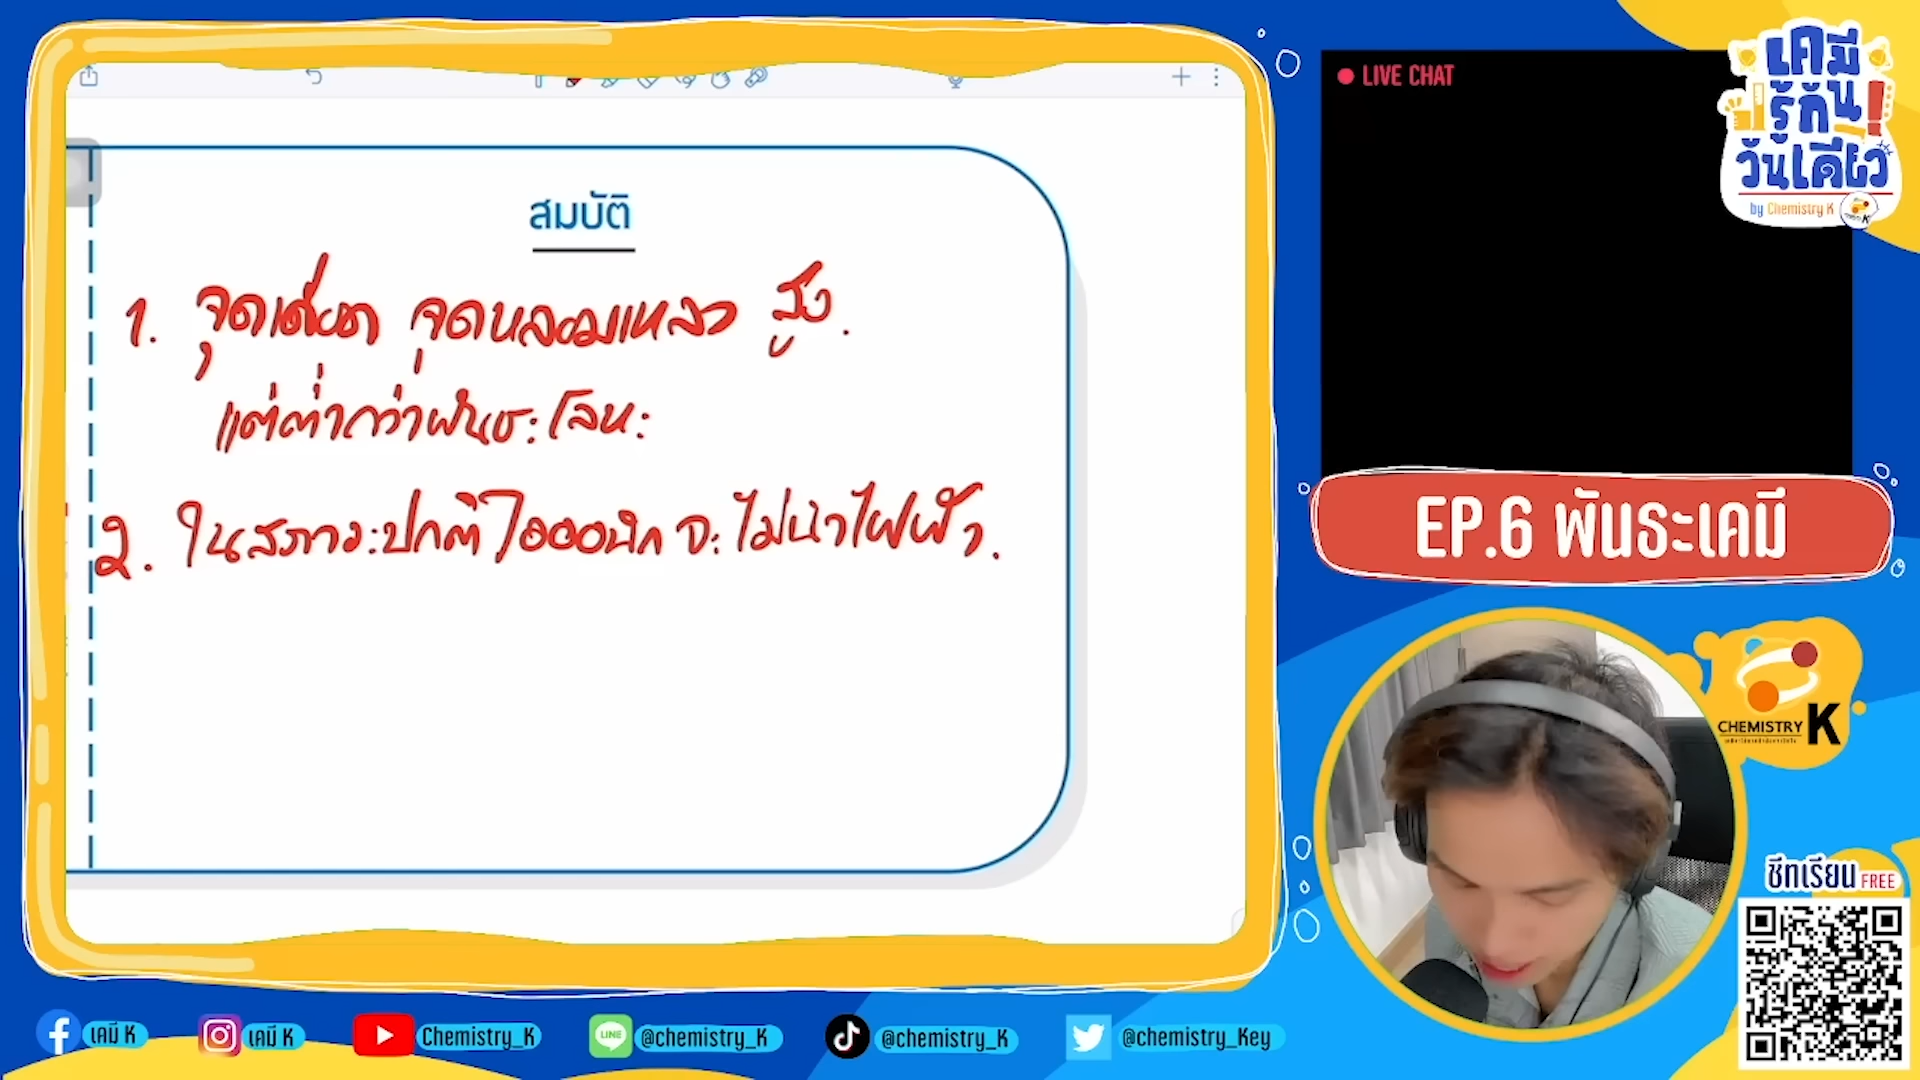 สมบัติ
1. จุดเดือด จุดหลอมเหลว สูง.
แต่ต่ำกว่าพันธะโลหะ
2. ในสภาวะปกติไอออนิก จะไม่นำไฟฟ้า.
LIVE CHAT
เคมี
รู้กัน!
วันเดียว
by Chemistry K
EP.6 พันธะเคมี
CHEMISTRY K
ชีทเรียน FREE
เคมี K
เคมี K
Chemistry_K
LINE
@chemistry_K
@chemistry_K
@chemistry_Key